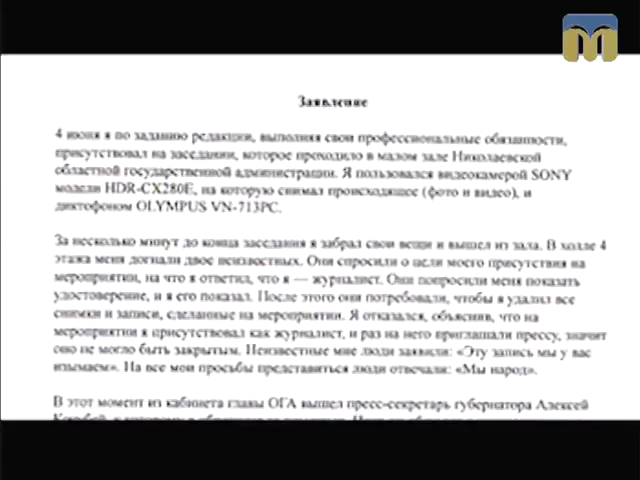 М
Заявление
4 июня я по заданию редакции, выполняя свои профессиональные обязанности,
присутствовал на заседании, которое проходило в малом зале Николаевской
областной государственной администрации. Я пользовался видеокамерой SONY
модели HDR-CX280E, на которую снимал происходящее (фото и видео), и
диктофоном OLYMPUS VN-713PC.
За несколько минут до конца заседания я забрал свои вещи и вышел из зала. В холле 4
этажа меня догнали двое неизвестных. Они спросили о цели моего присутствия на
мероприятии, на что я ответил, что я — журналист. Они попросили меня показать
удостоверение, и я его показал. После этого они потребовали, чтобы я удалил все
снимки и записи, сделанные на мероприятии. Я отказался, объяснив, что на
мероприятии я присутствовал как журналист, и раз на него приглашали прессу, значит
оно не могло быть закрытым. Неизвестные мне люди заявили: «Эту запись мы у вас
изымаем». На все мои просьбы представиться люди отвечали: «Мы народ».
В этот момент из кабинета главы ОГА вышел пресс-секретарь губернатора Алексей